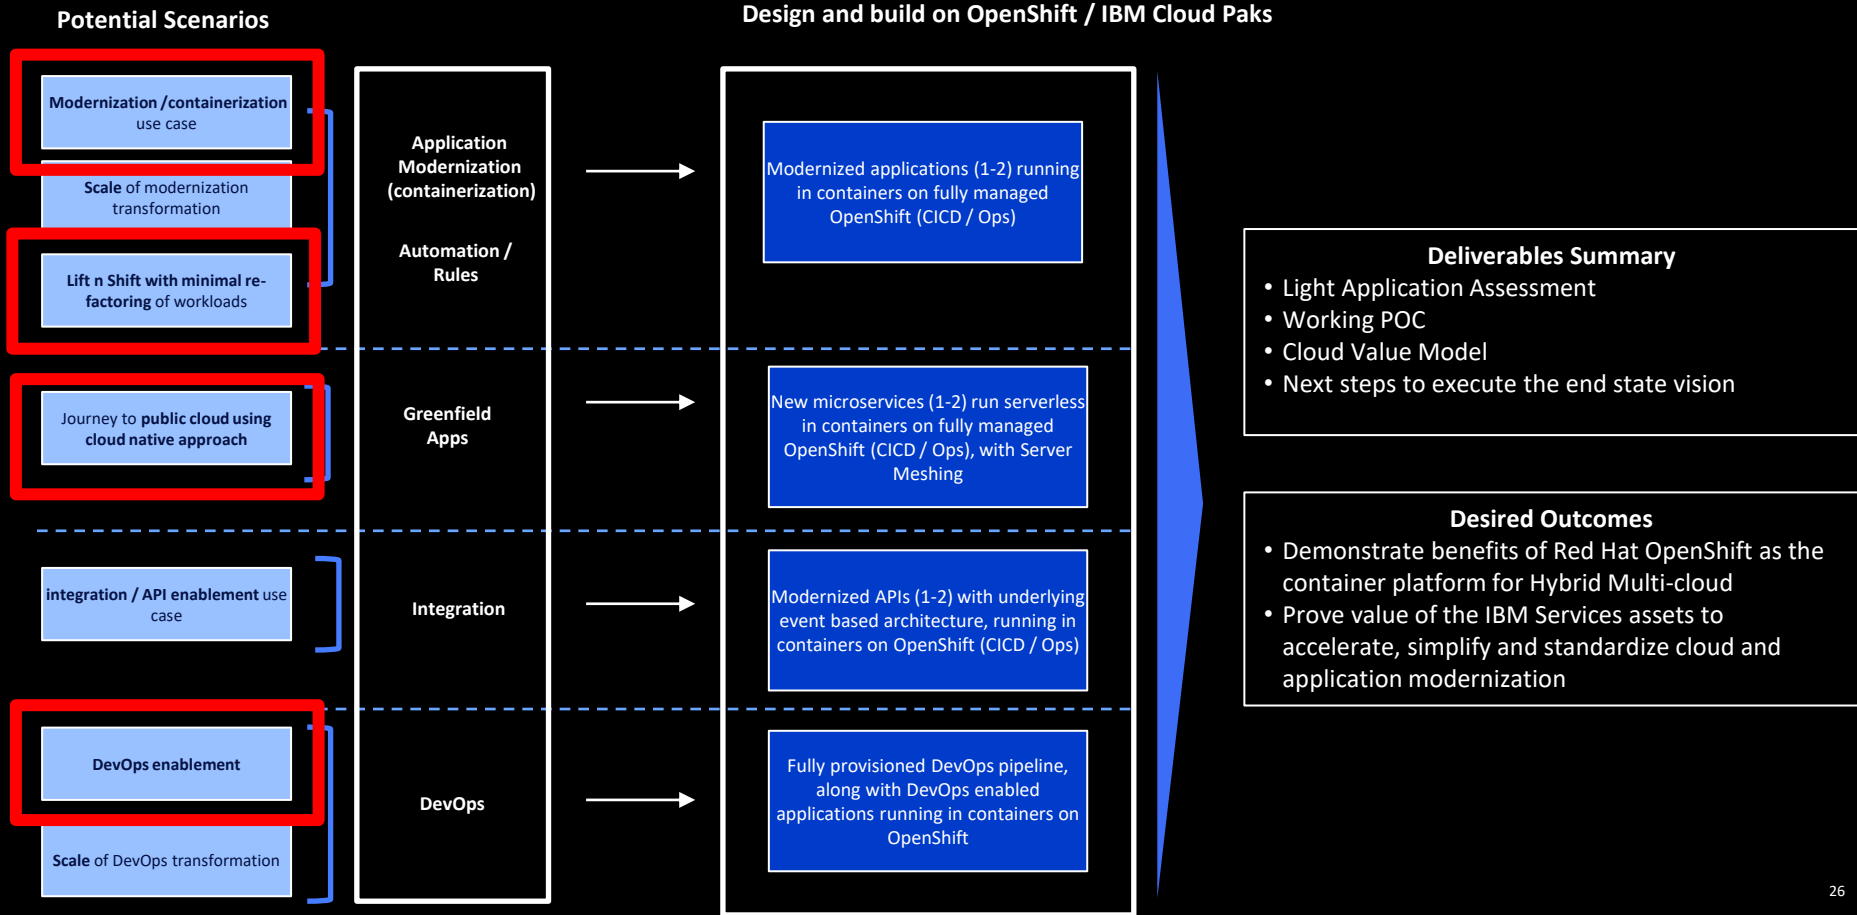 Potential Scenarios
Design and build on OpenShift / IBM Cloud Paks
Modernization /containerization
use case
Scale of modernization
transformation
Lift n Shift with minimal re-
factoring of workloads
Journey to public cloud using
cloud native approach
integration / API enablement use
case
DevOps enablement
Scale of DevOps transformation
Application
Modernization
(containerization)
Automation /
Rules
Greenfield
Apps
Integration
DevOps
Modernized applications (1-2) running
in containers on fully managed
OpenShift (CICD / Ops)
New microservices (1-2) run serverless
in containers on fully managed
OpenShift (CICD / Ops), with Server
Meshing
Modernized APIs (1-2) with underlying
event based architecture, running in
containers on OpenShift (CICD / Ops)
Fully provisioned DevOps pipeline,
along with DevOps enabled
applications running in containers on
OpenShift
Deliverables Summary
• Light Application Assessment
• Working POC
• Cloud Value Model
• Next steps to execute the end state vision
Desired Outcomes
• Demonstrate benefits of Red Hat OpenShift as the
container platform for Hybrid Multi-cloud
• Prove value of the IBM Services assets to
accelerate, simplify and standardize cloud and
application modernization
26